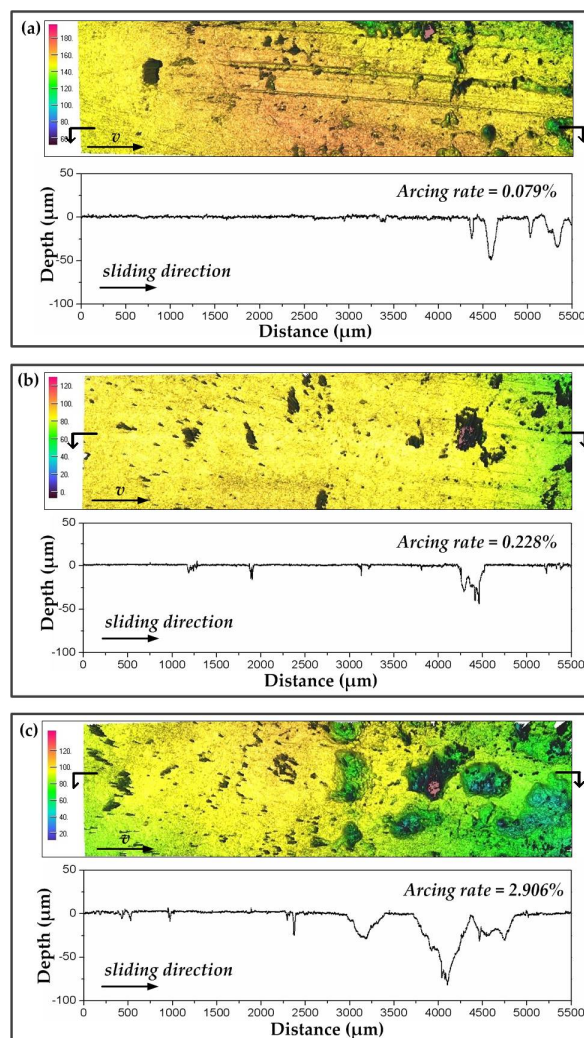 (a)
180.
160.
140.
120.
100.
80.
60
v
50
0
-50
-100
Depth (μm)
Arcing rate = 0.079%
sliding direction
0 500 1000 1500 2000 2500 3000 3500 4000 4500 5000 5500
Distance (μm)
(b)
120.
100.
80.
60.
40.
20.
0.
v
50
0
-50
-100
Depth (μm)
Arcing rate = 0.228%
sliding direction
0 500 1000 1500 2000 2500 3000 3500 4000 4500 5000 5500
Distance (μm)
(c)
140.
120.
100.
80.
60.
40.
20.
v
50
0
-50
-100
Depth (μm)
Arcing rate = 2.906%
sliding direction
0 500 1000 1500 2000 2500 3000 3500 4000 4500 5000 5500
Distance (μm)